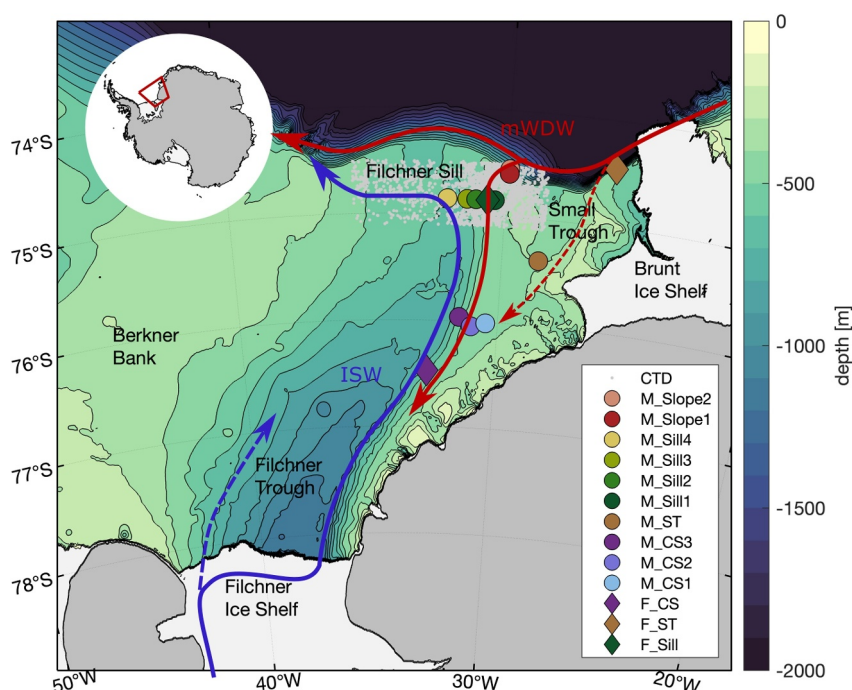 mWDW
Filchner Sill
Small
Trough
Brunt
Ice Shelf
Berkner
Bank
ISW
Filchner
Trough
Filchner
Ice Shelf
74°S
75°S
76°S
77°S
78°S
50°W
40°W
30°W
20°W
CTD
M_Slope2
M_Slope1
M_Sill4
M_Sill3
M_Sill2
M_Sill1
M_ST
M_CS3
M_CS2
M_CS1
F_CS
F_ST
F_Sill
0
-500
-1000
-1500
-2000
depth [m]